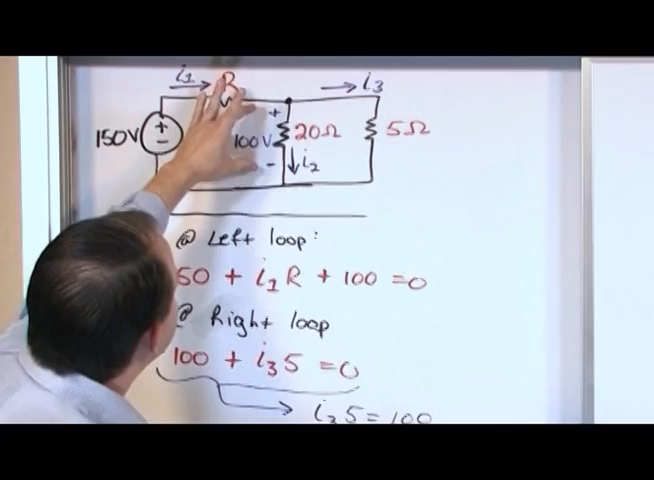 i₁ R i₃
150V + − + 100V − 20Ω i₂ 5Ω
@ Left loop:
50 + i₁R + 100 = 0
@ Right loop
100 + i₃5 = 0
i₃5 = 100